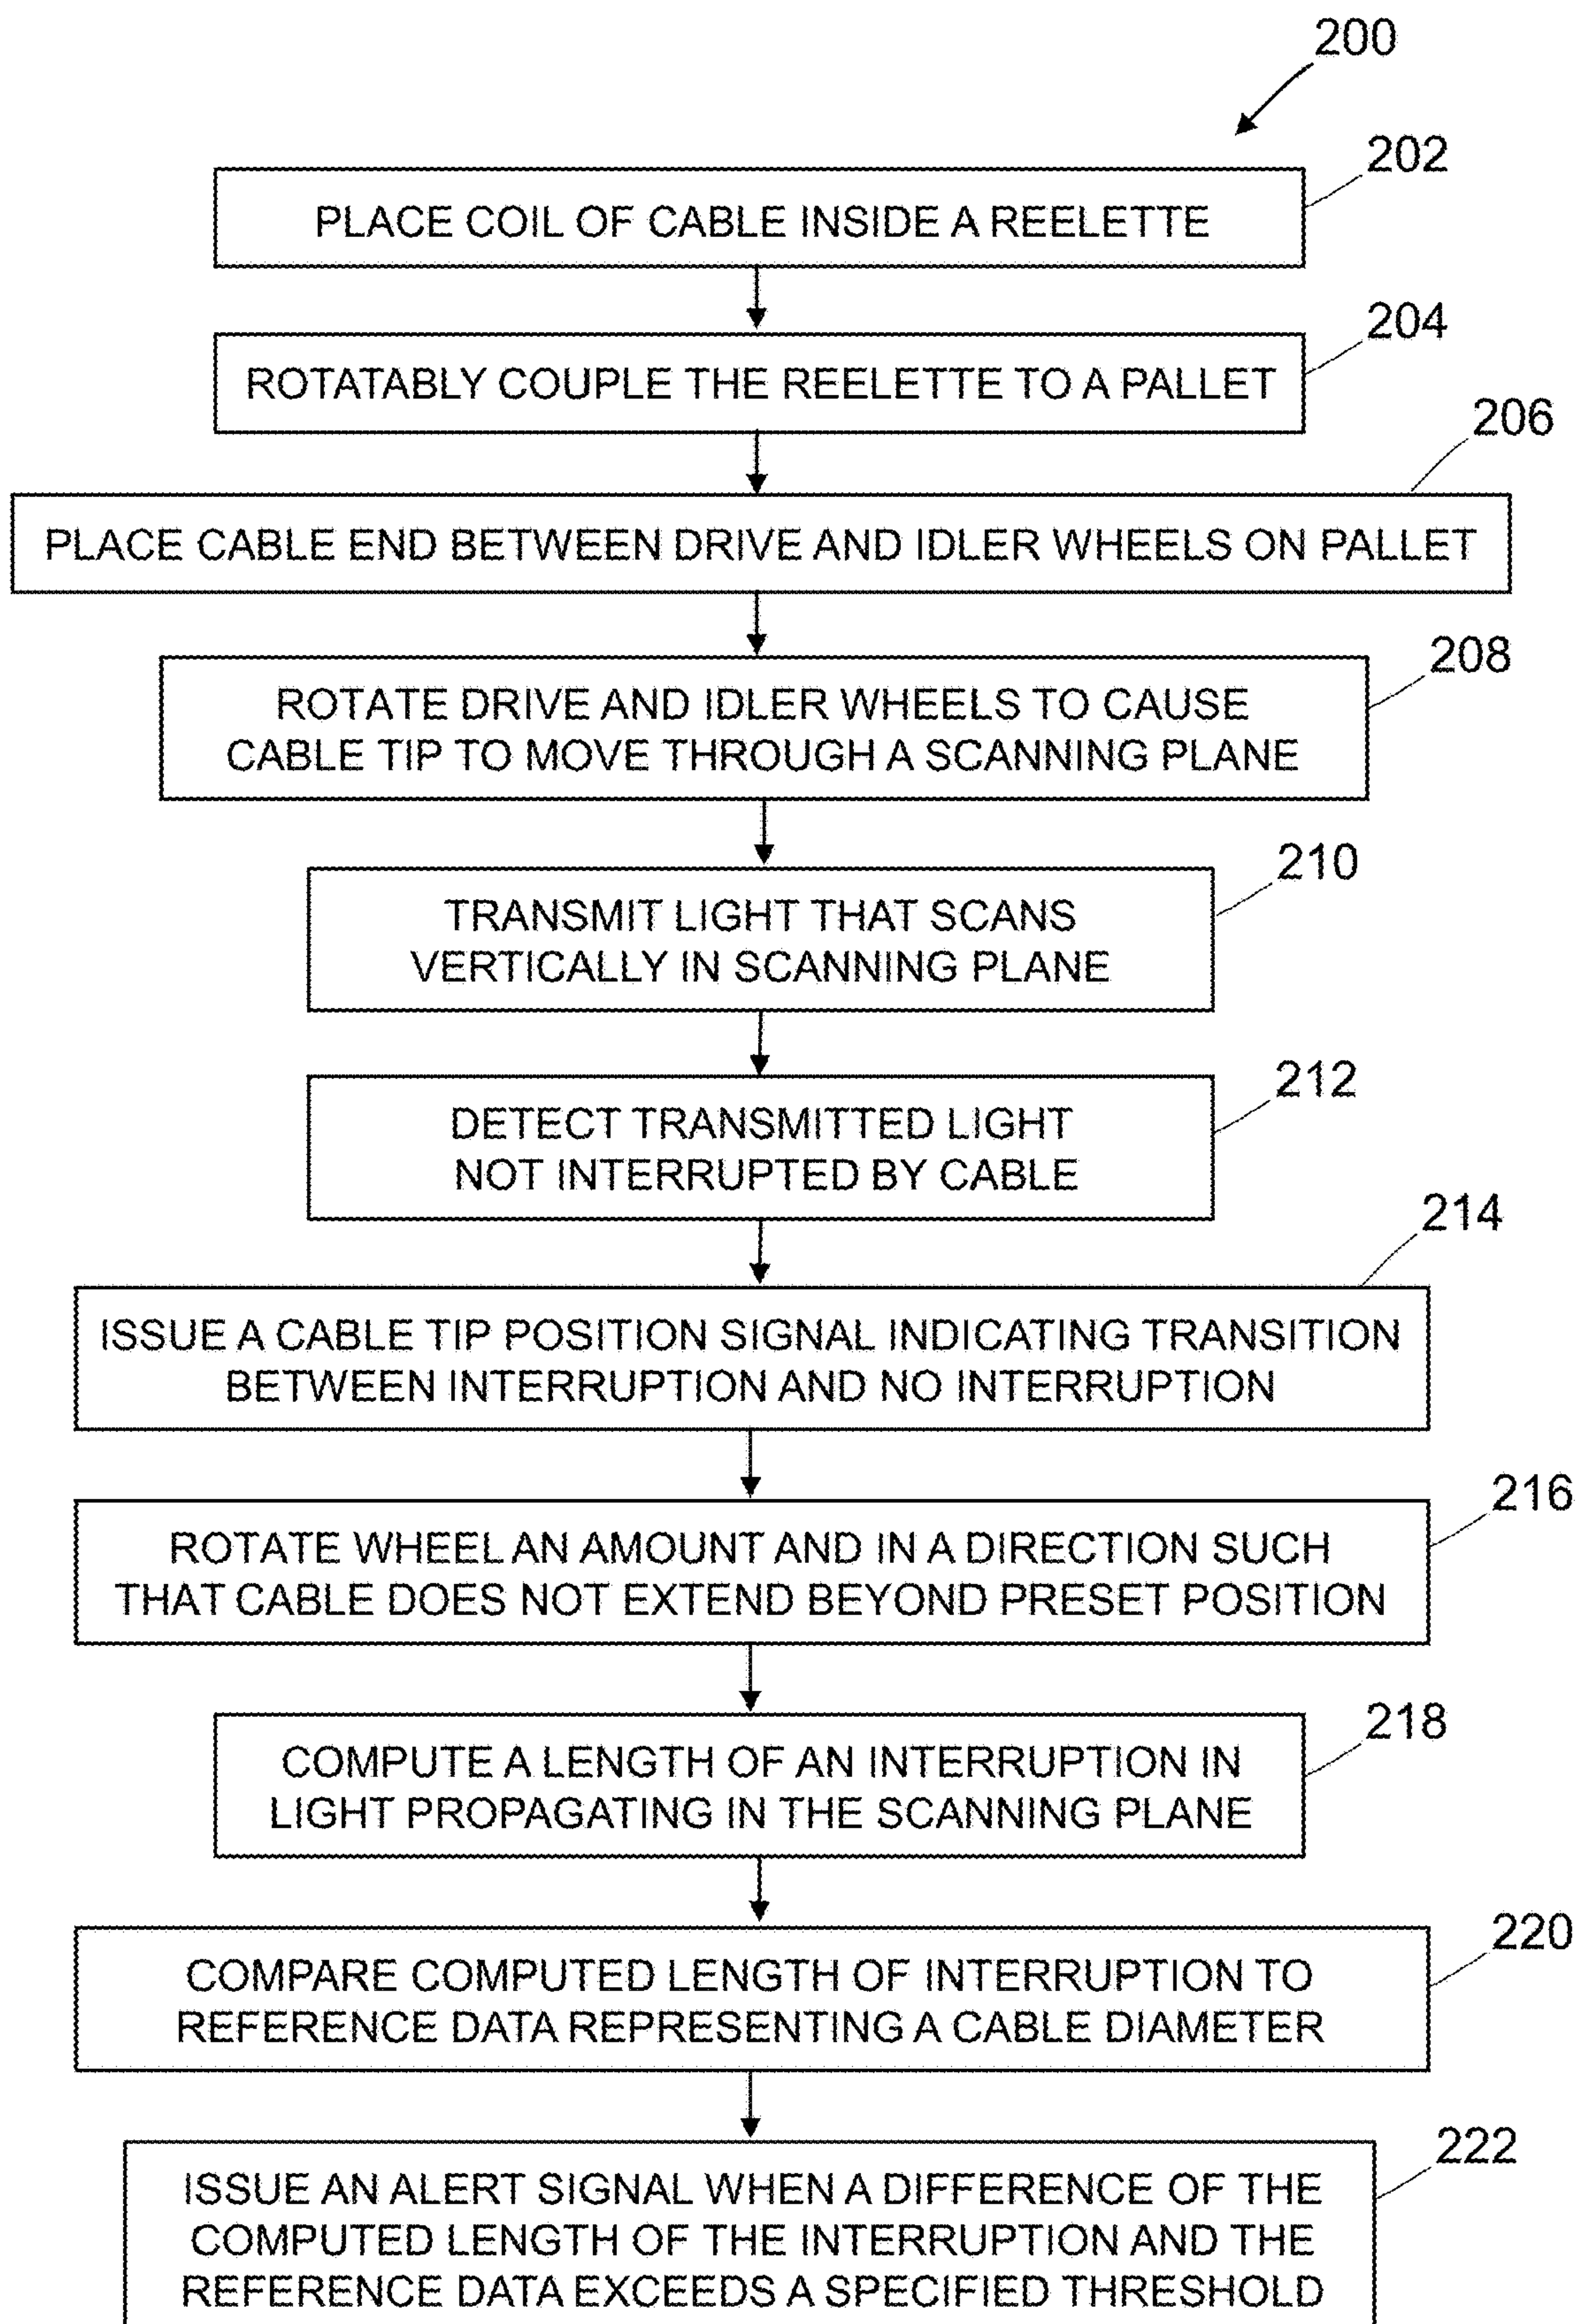 200
202
PLACE COIL OF CABLE INSIDE A REELETTE
204
ROTATABLY COUPLE THE REELETTE TO A PALLET
206
PLACE CABLE END BETWEEN DRIVE AND IDLER WHEELS ON PALLET
208
ROTATE DRIVE AND IDLER WHEELS TO CAUSE
CABLE TIP TO MOVE THROUGH A SCANNING PLANE
210
TRANSMIT LIGHT THAT SCANS
VERTICALLY IN SCANNING PLANE
212
DETECT TRANSMITTED LIGHT
NOT INTERRUPTED BY CABLE
214
ISSUE A CABLE TIP POSITION SIGNAL INDICATING TRANSITION
BETWEEN INTERRUPTION AND NO INTERRUPTION
216
ROTATE WHEEL AN AMOUNT AND IN A DIRECTION SUCH
THAT CABLE DOES NOT EXTEND BEYOND PRESET POSITION
218
COMPUTE A LENGTH OF AN INTERRUPTION IN
LIGHT PROPAGATING IN THE SCANNING PLANE
220
COMPARE COMPUTED LENGTH OF INTERRUPTION TO
REFERENCE DATA REPRESENTING A CABLE DIAMETER
222
ISSUE AN ALERT SIGNAL WHEN A DIFFERENCE OF THE
COMPUTED LENGTH OF THE INTERRUPTION AND THE
REFERENCE DATA EXCEEDS A SPECIFIED THRESHOLD